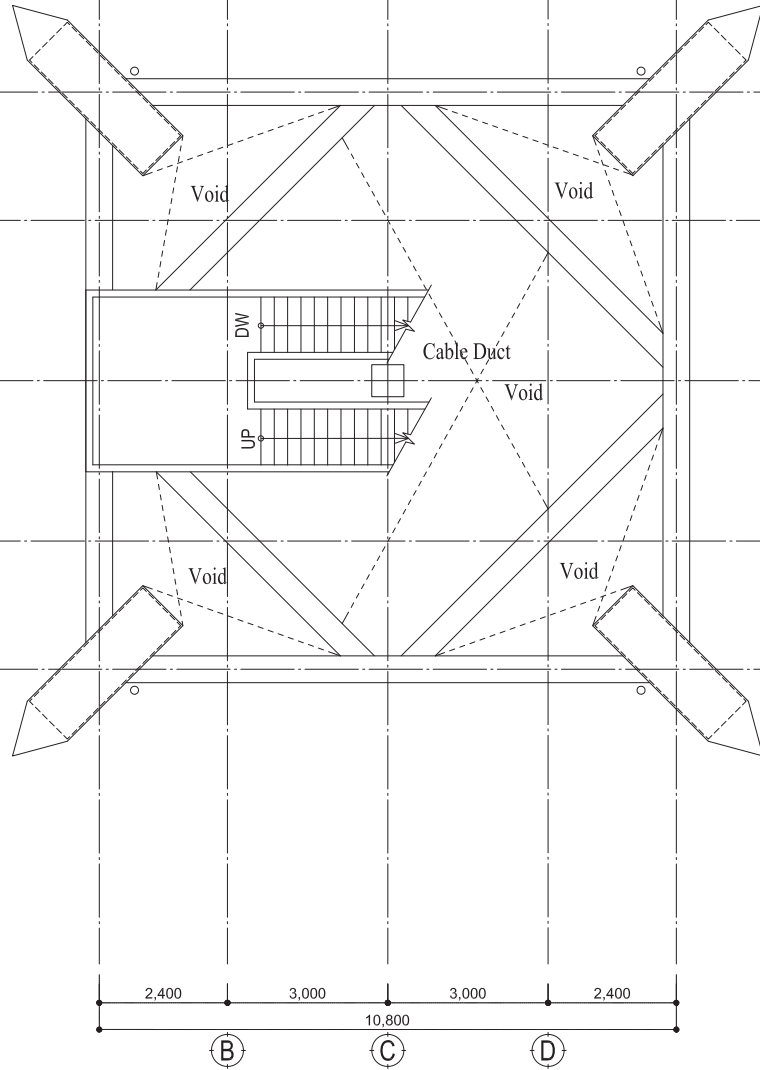 Void
Void
DW
Cable Duct
Void
UP
Void
Void
2,400 3,000 3,000 2,400
10,800
B C D